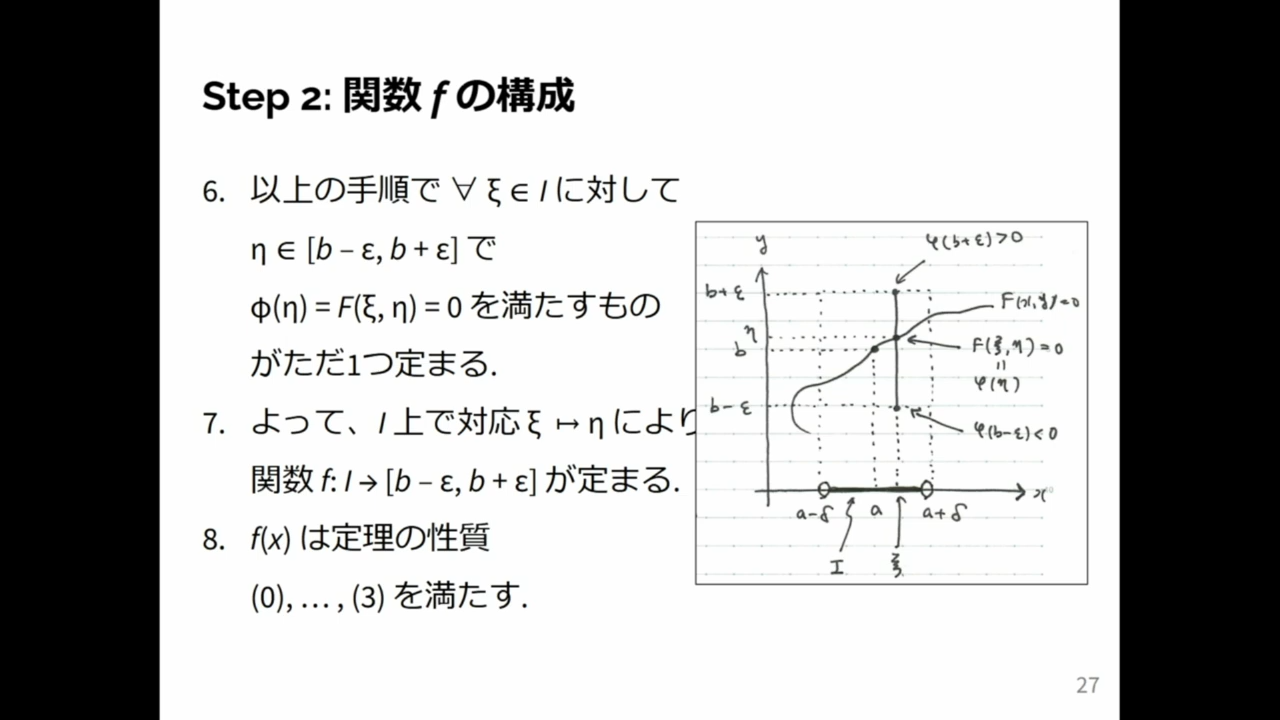 Step 2: 関数 f の構成
6. 以上の手順で ∀ ξ ∈ I に対して
η ∈ [b – ε, b + ε] で
φ(η) = F(ξ, η) = 0 を満たすもの
がただ1つ定まる.
7. よって、I 上で対応 ξ ↦ η により
関数 f: I → [b – ε, b + ε] が定まる.
8. f(x) は定理の性質
(0), … , (3) を満たす.
y
φ(b+ε)>0
b+ε
F(x,y)=0
η
b
F(ξ,η)=0
=
φ(η)
b-ε
φ(b-ε)<0
x
a-δ
a
a+δ
I
ξ
27